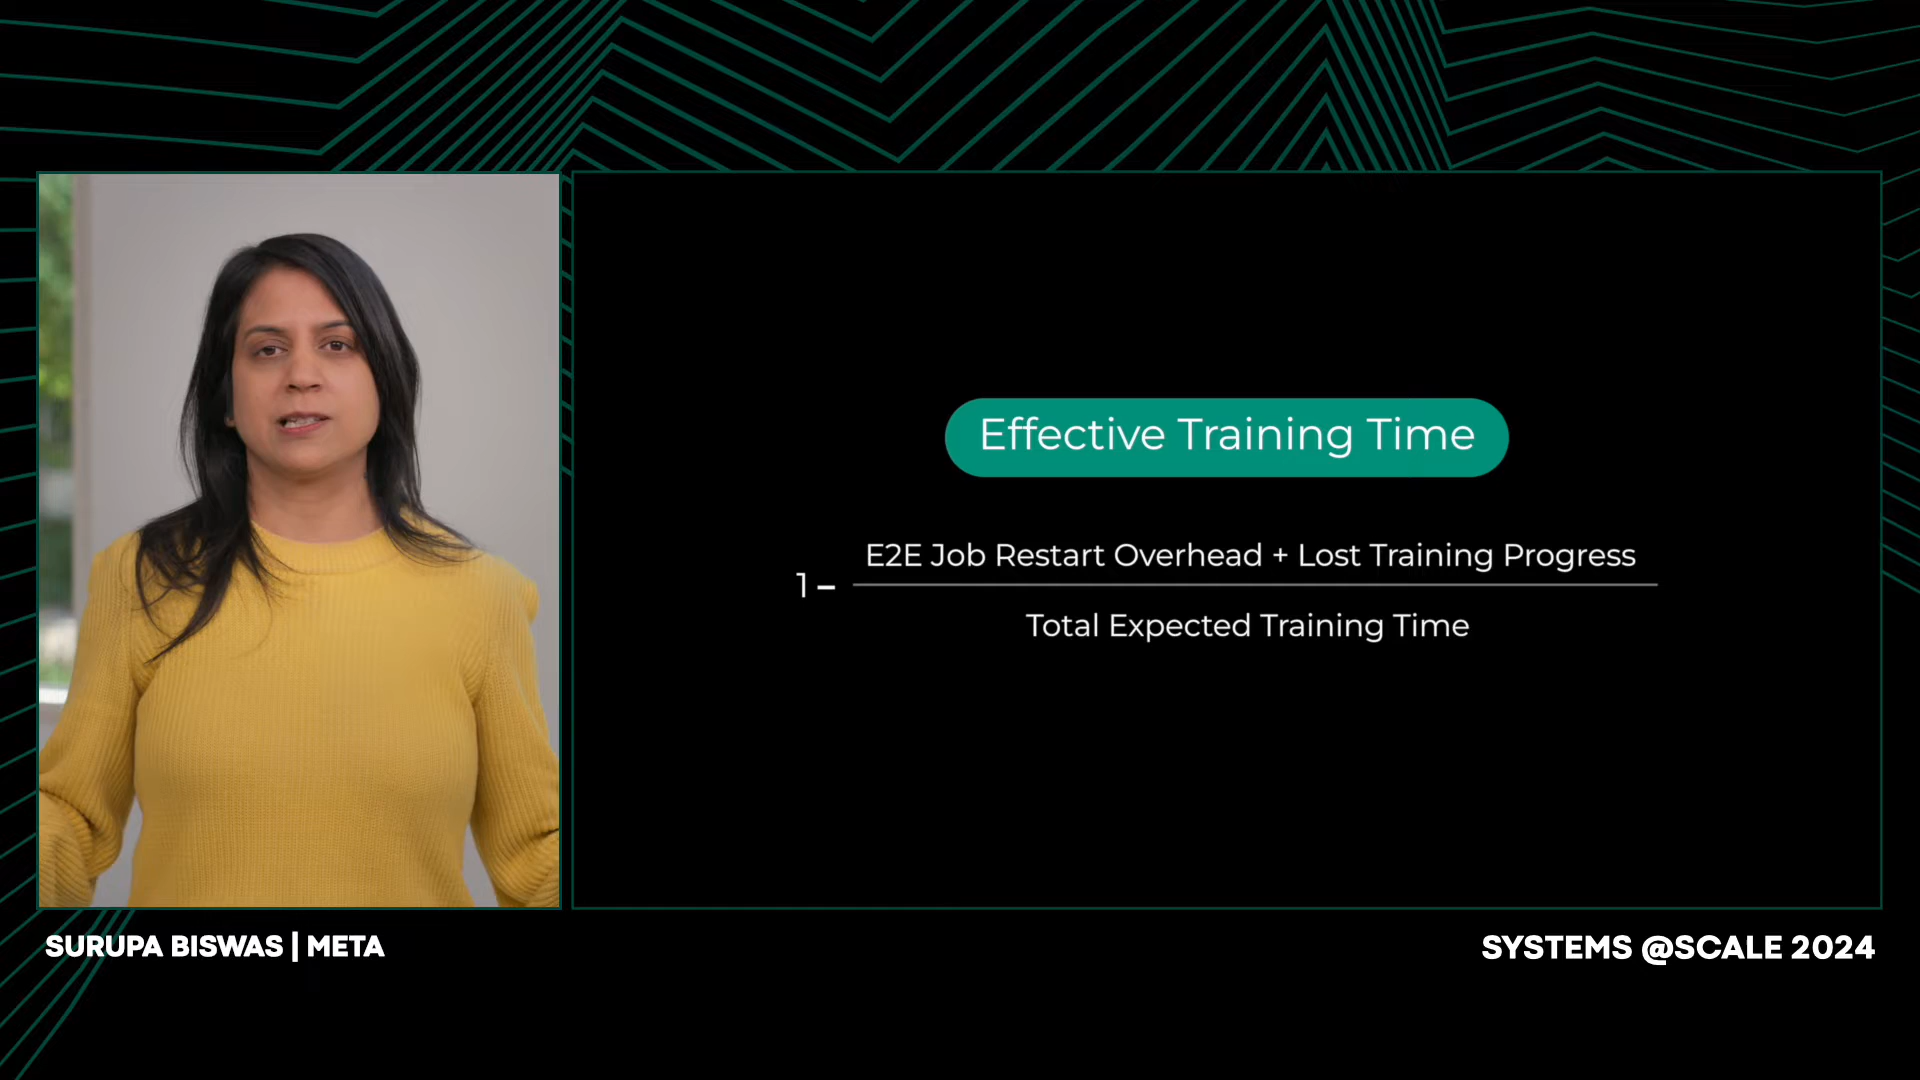 Effective Training Time
E2E Job Restart Overhead + Lost Training Progress
1 –
Total Expected Training Time
SURUPA BISWAS | META
SYSTEMS @SCALE 2024